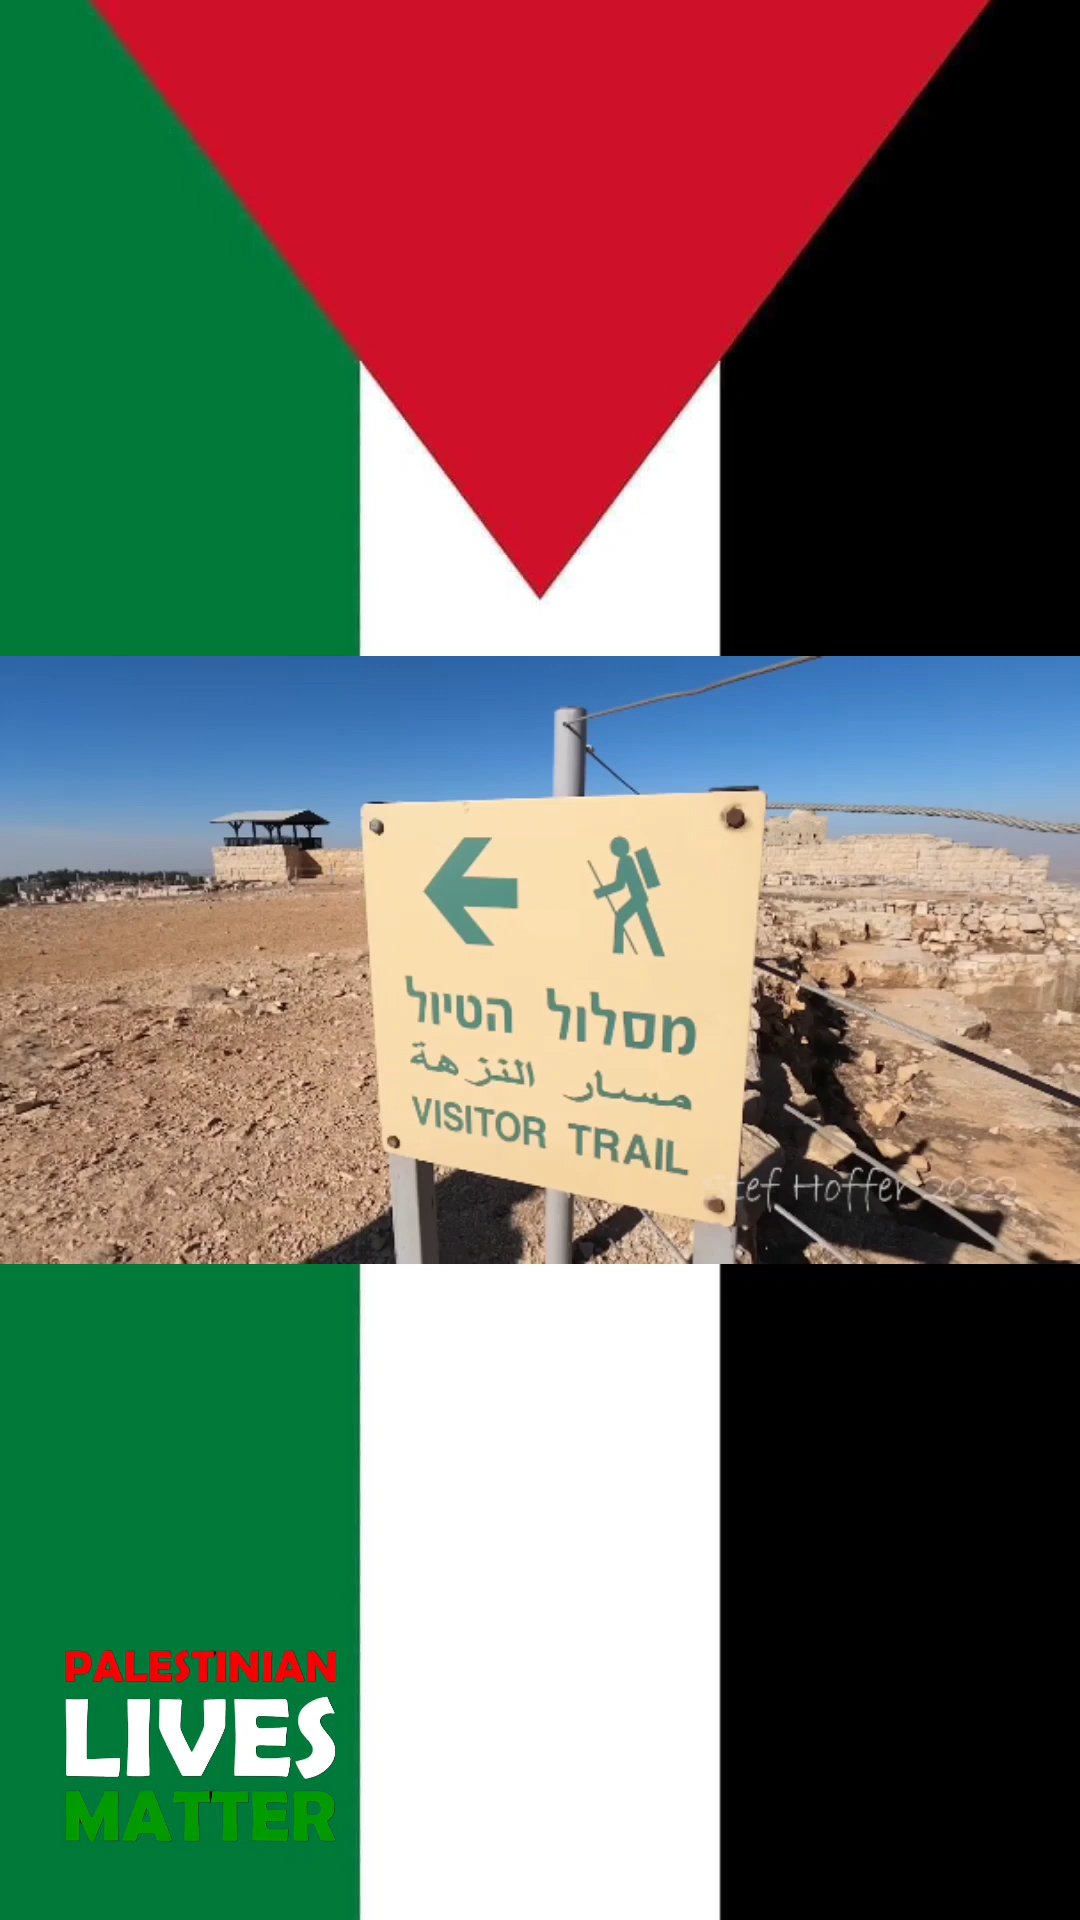 מסלול הטיול
مسار النزهة
VISITOR TRAIL
Stef Hoffer 2022
PALESTINIAN
LIVES
MATTER